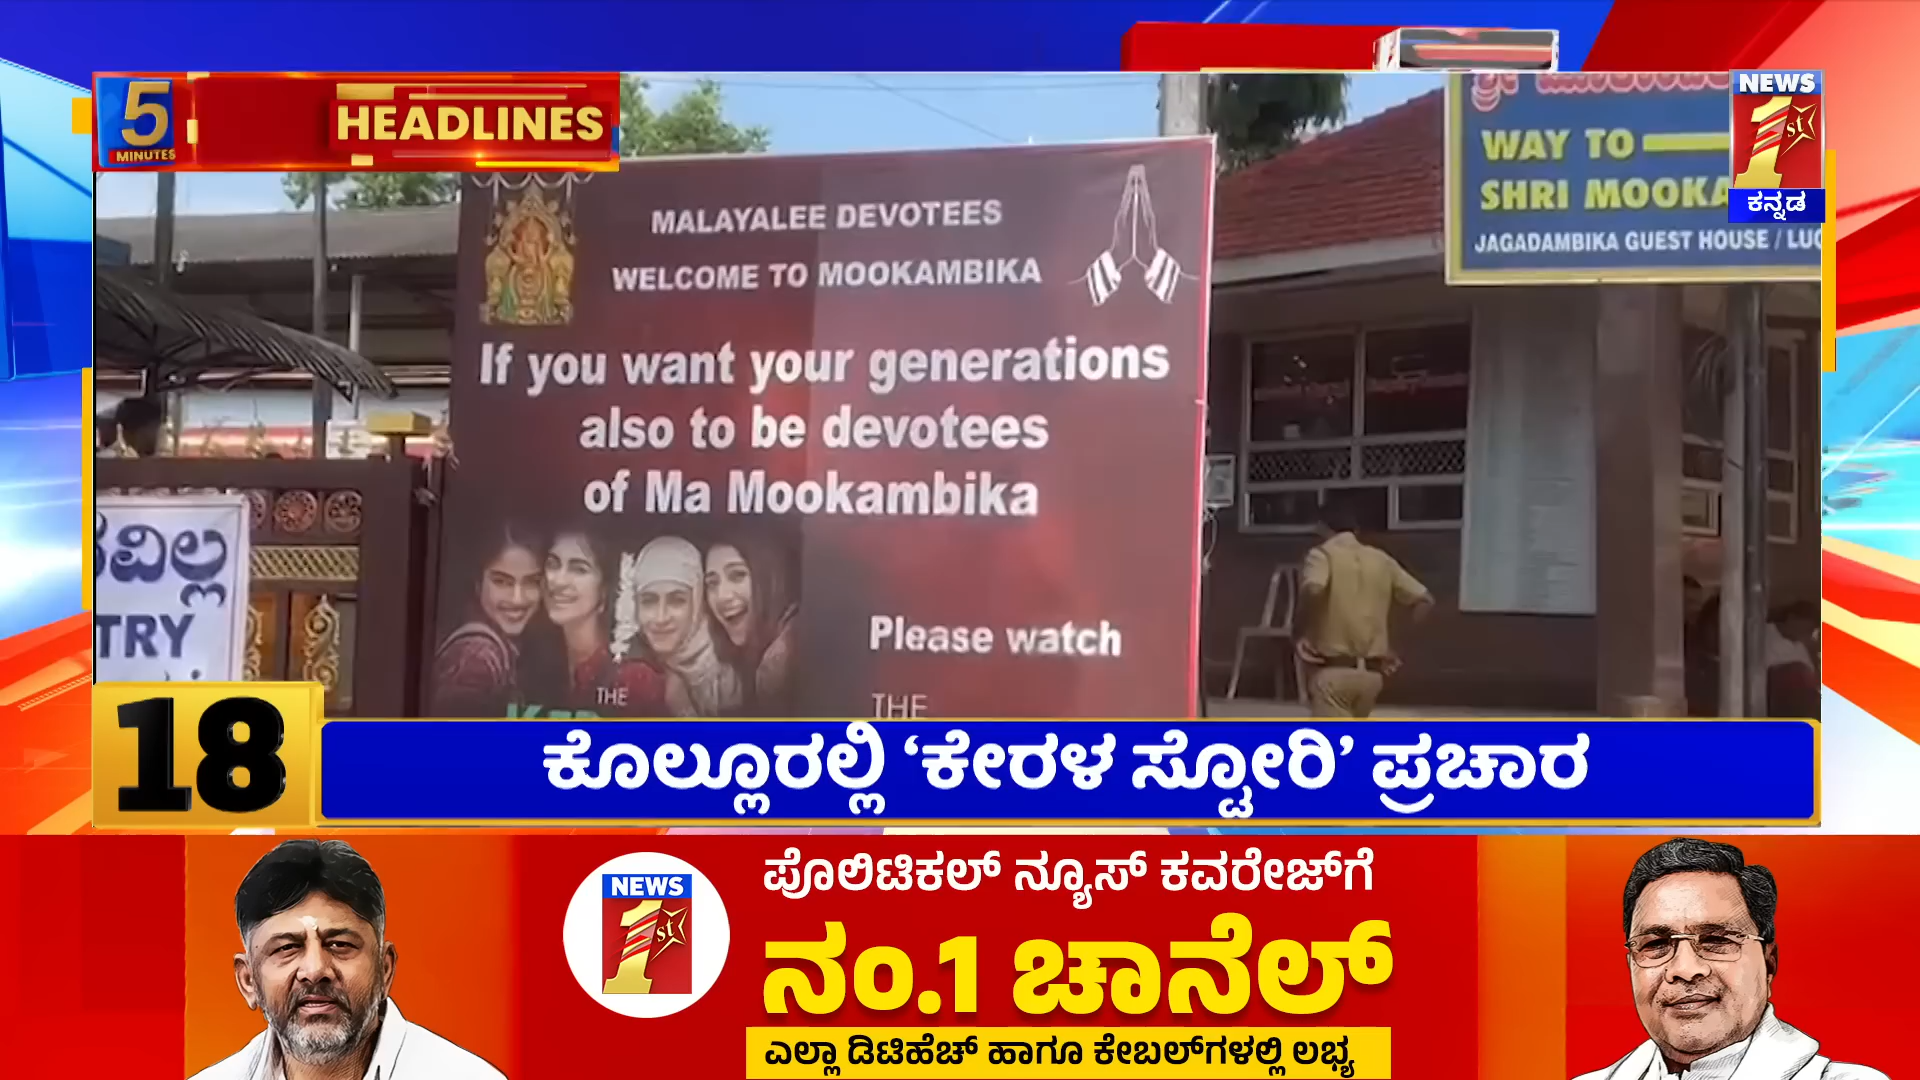 5
MINUTES
HEADLINES
NEWS
1st
ಕನ್ನಡ
WAY TO
SHRI MOOKA
JAGADAMBIKA GUEST HOUSE / LUG
MALAYALEE DEVOTEES
WELCOME TO MOOKAMBIKA
If you want your generations
also to be devotees
of Ma Mookambika
Please watch
THE
THE
TRY
18
ಕೊಲ್ಲೂರಲ್ಲಿ ‘ಕೇರಳ ಸ್ಟೋರಿ’ ಪ್ರಚಾರ
NEWS
1st
ಪೊಲಿಟಿಕಲ್ ನ್ಯೂಸ್ ಕವರೇಜ್‌ಗೆ
ನಂ.1 ಚಾನೆಲ್
ಎಲ್ಲಾ ಡಿಟಿಹೆಚ್ ಹಾಗೂ ಕೇಬಲ್‌ಗಳಲ್ಲಿ ಲಭ್ಯ